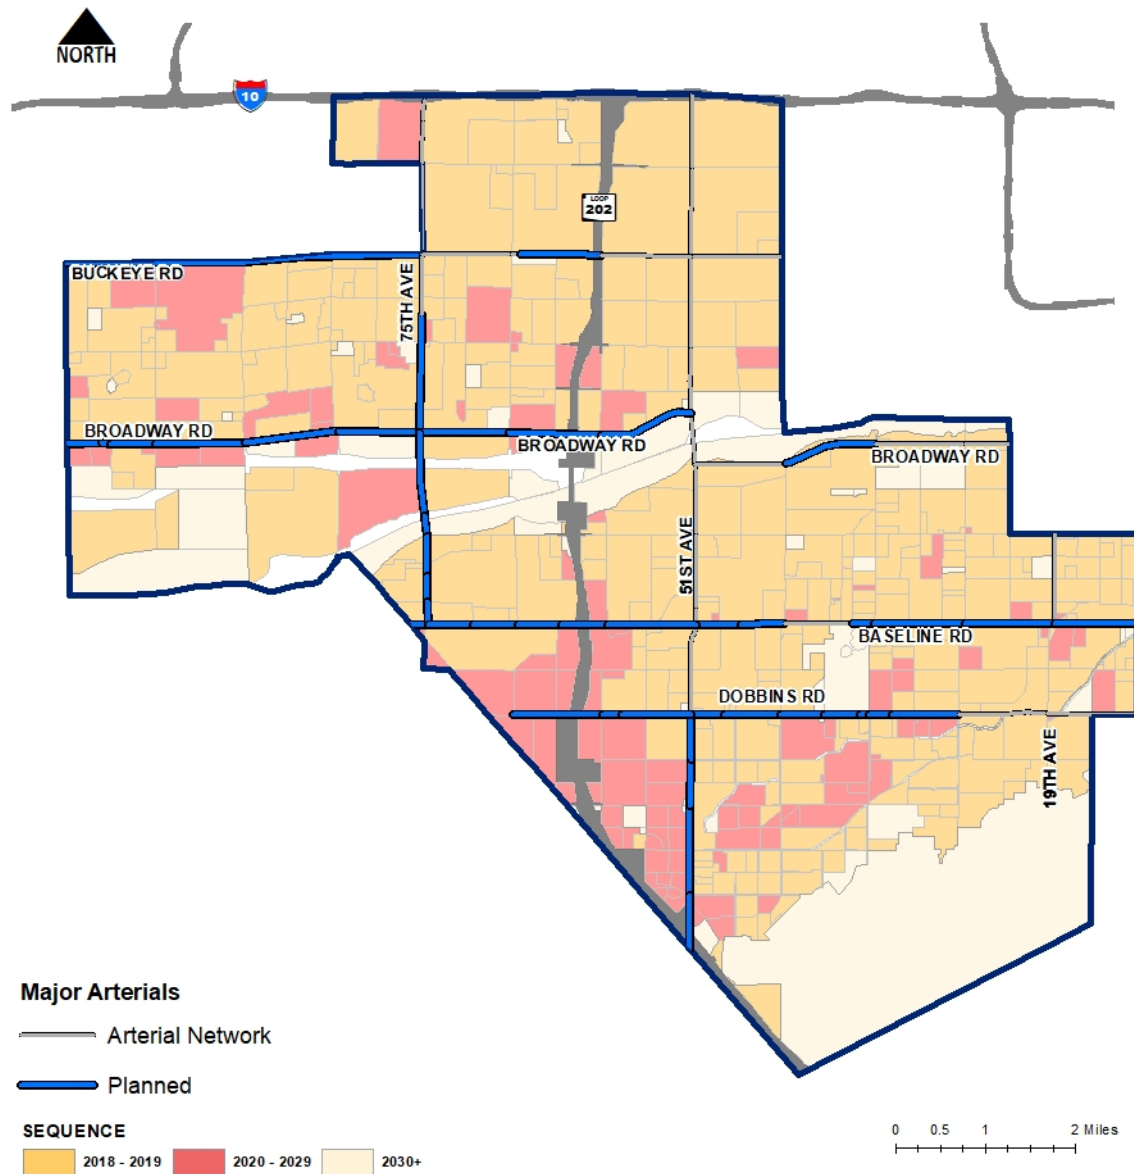 NORTH
10
LOOP
202
BUCKEYE RD
75TH AVE
BROADWAY RD
BROADWAY RD
BROADWAY RD
51ST AVE
BASELINE RD
DOBBINS RD
19TH AVE
Major Arterials
Arterial Network
Planned
SEQUENCE
2018 - 2019
2020 - 2029
2030+
0 0.5 1 2 Miles